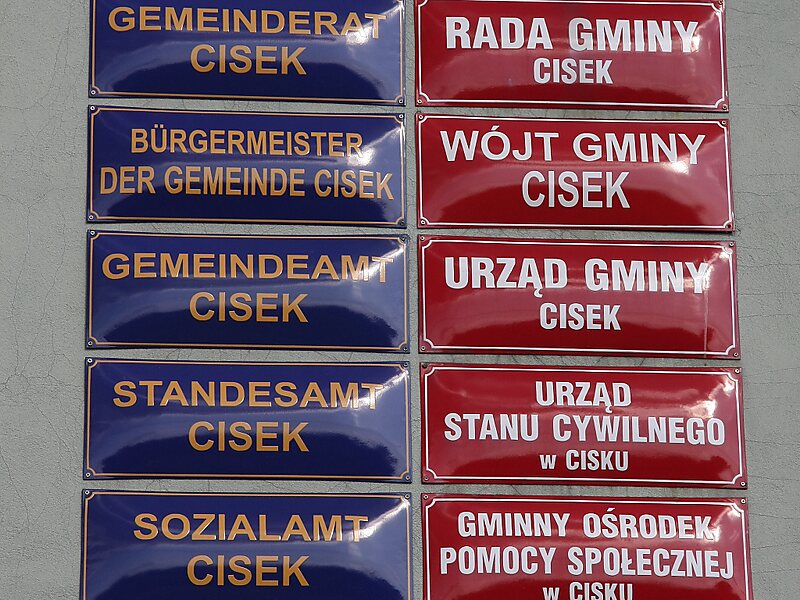 GEMEINDERAT
CISEK
RADA GMINY
CISEK
BÜRGERMEISTER
DER GEMEINDE CISEK
WÓJT GMINY
CISEK
GEMEINDEAMT
CISEK
URZĄD GMINY
CISEK
STANDESAMT
CISEK
URZĄD
STANU CYWILNEGO
w CISKU
SOZIALAMT
CISEK
GMINNY OŚRODEK
POMOCY SPOŁECZNEJ
w CISKU